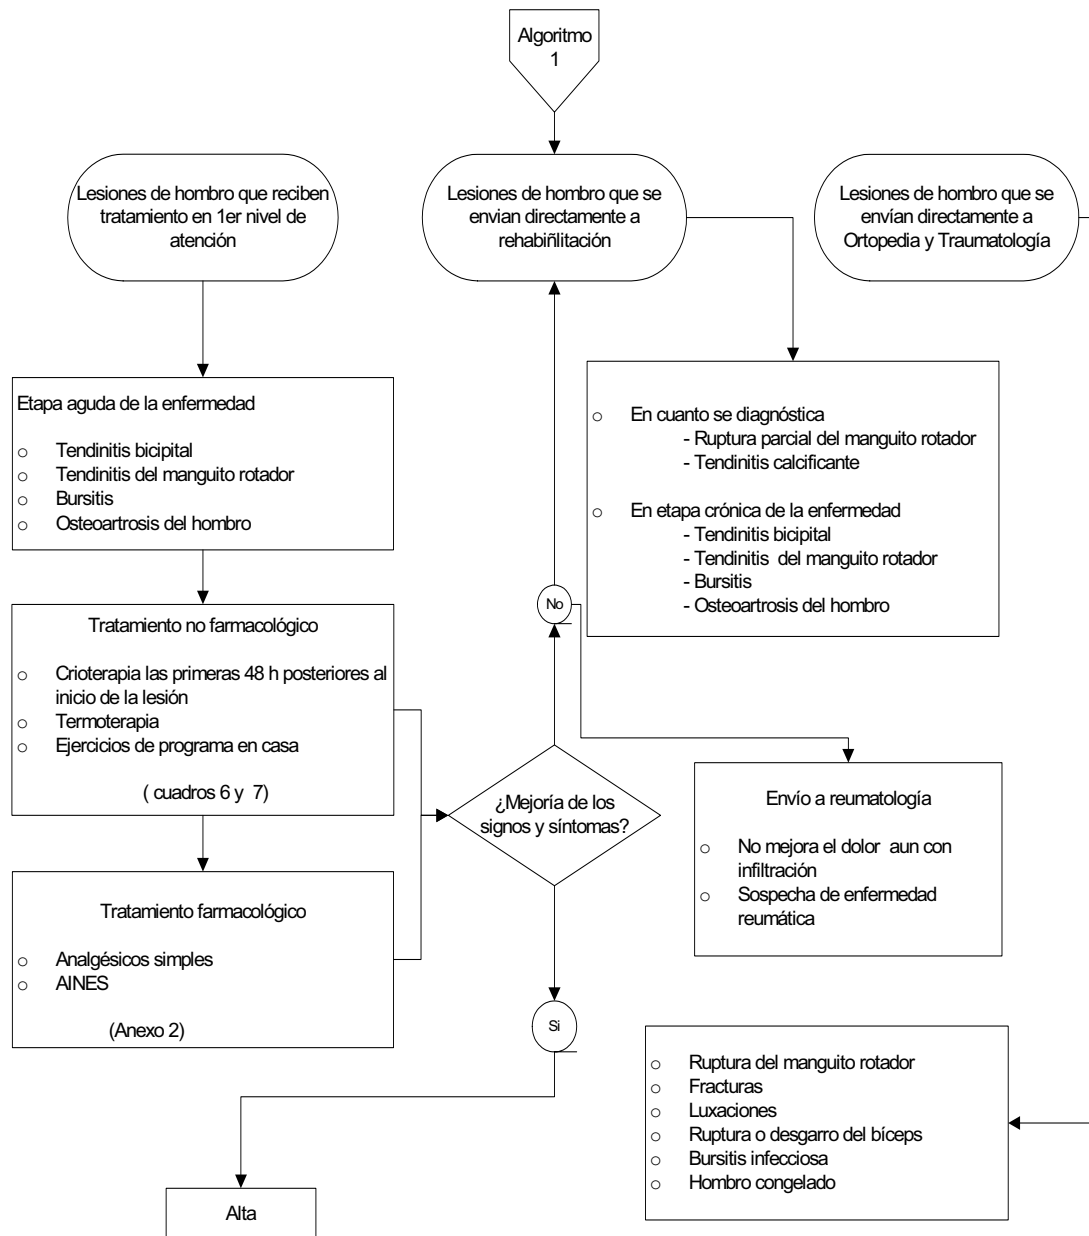 Algoritmo
1
Lesiones de hombro que reciben
tratamiento en 1er nivel de
atención
Lesiones de hombro que se
envian directamente a
rehabiñlitación
Lesiones de hombro que se
envían directamente a
Ortopedia y Traumatología
Etapa aguda de la enfermedad
o Tendinitis bicipital
o Tendinitis del manguito rotador
o Bursitis
o Osteoartrosis del hombro
o En cuanto se diagnóstica
- Ruptura parcial del manguito rotador
- Tendinitis calcificante
o En etapa crónica de la enfermedad
- Tendinitis bicipital
- Tendinitis del manguito rotador
- Bursitis
- Osteoartrosis del hombro
No
Tratamiento no farmacológico
o Crioterapia las primeras 48 h posteriores al
inicio de la lesión
o Termoterapia
o Ejercicios de programa en casa
( cuadros 6 y 7)
¿Mejoría de los
signos y síntomas?
Envío a reumatología
o No mejora el dolor aun con
infiltración
o Sospecha de enfermedad
reumática
Tratamiento farmacológico
o Analgésicos simples
o AINES
(Anexo 2)
Si
o Ruptura del manguito rotador
o Fracturas
o Luxaciones
o Ruptura o desgarro del bíceps
o Bursitis infecciosa
o Hombro congelado
Alta